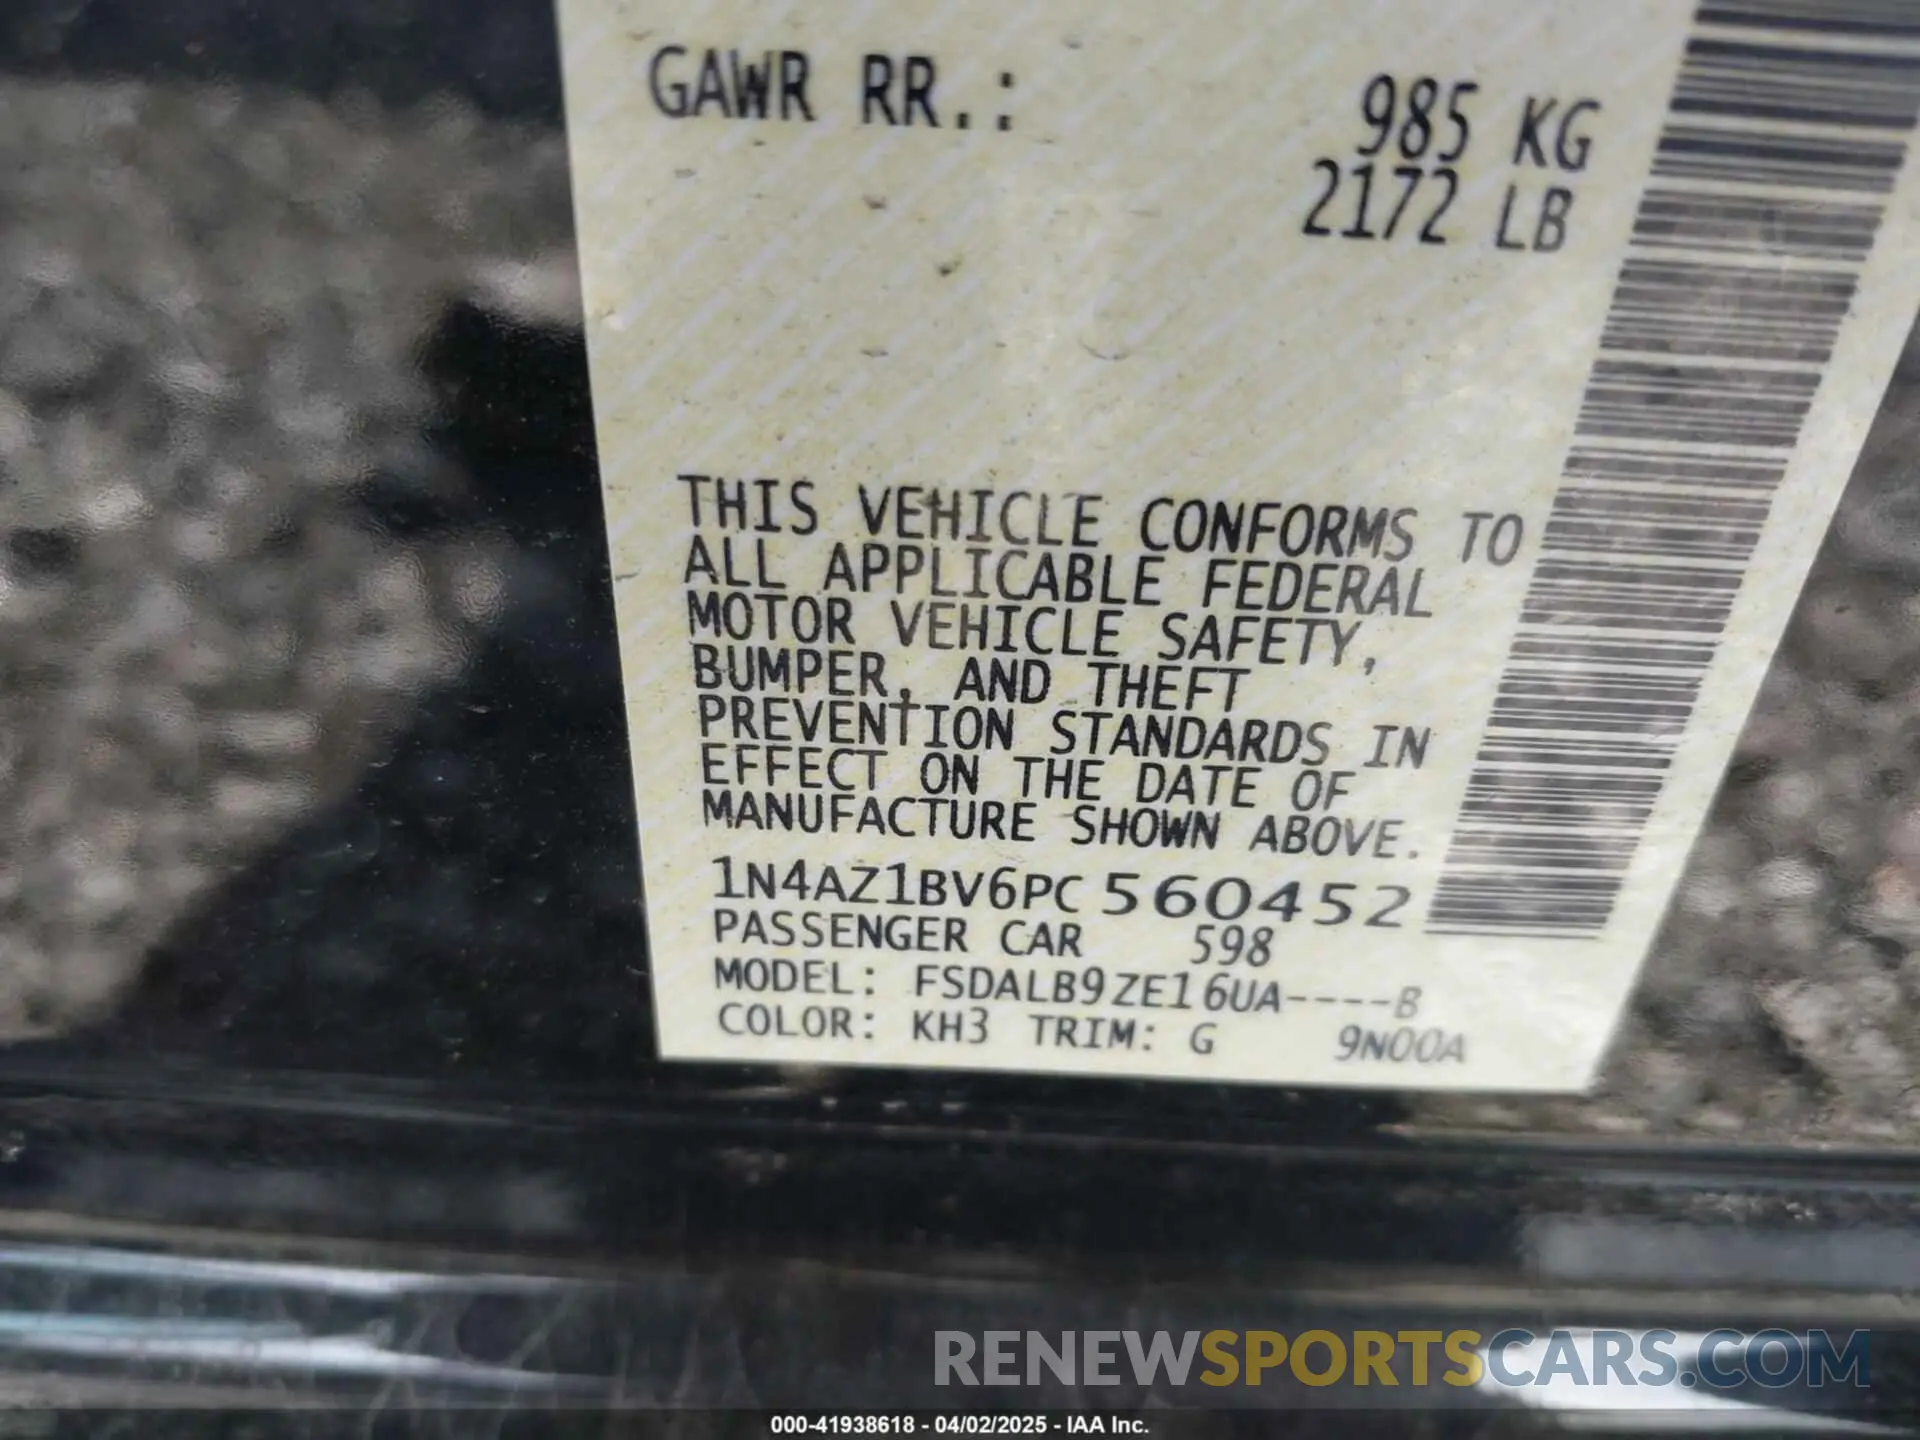 GAWR RR.: 985 KG
2172 LB
THIS VEHICLE CONFORMS TO
ALL APPLICABLE FEDERAL
MOTOR VEHICLE SAFETY,
BUMPER, AND THEFT
PREVENTION STANDARDS IN
EFFECT ON THE DATE OF
MANUFACTURE SHOWN ABOVE.
1N4AZ1BV6PC560452
PASSENGER CAR 598
MODEL: FSDALB9ZE16UA----B
COLOR: KH3 TRIM: G 9N00A
RENEWSPORTSCARS.COM
000-41938618 - 04/02/2025 - IAA Inc.